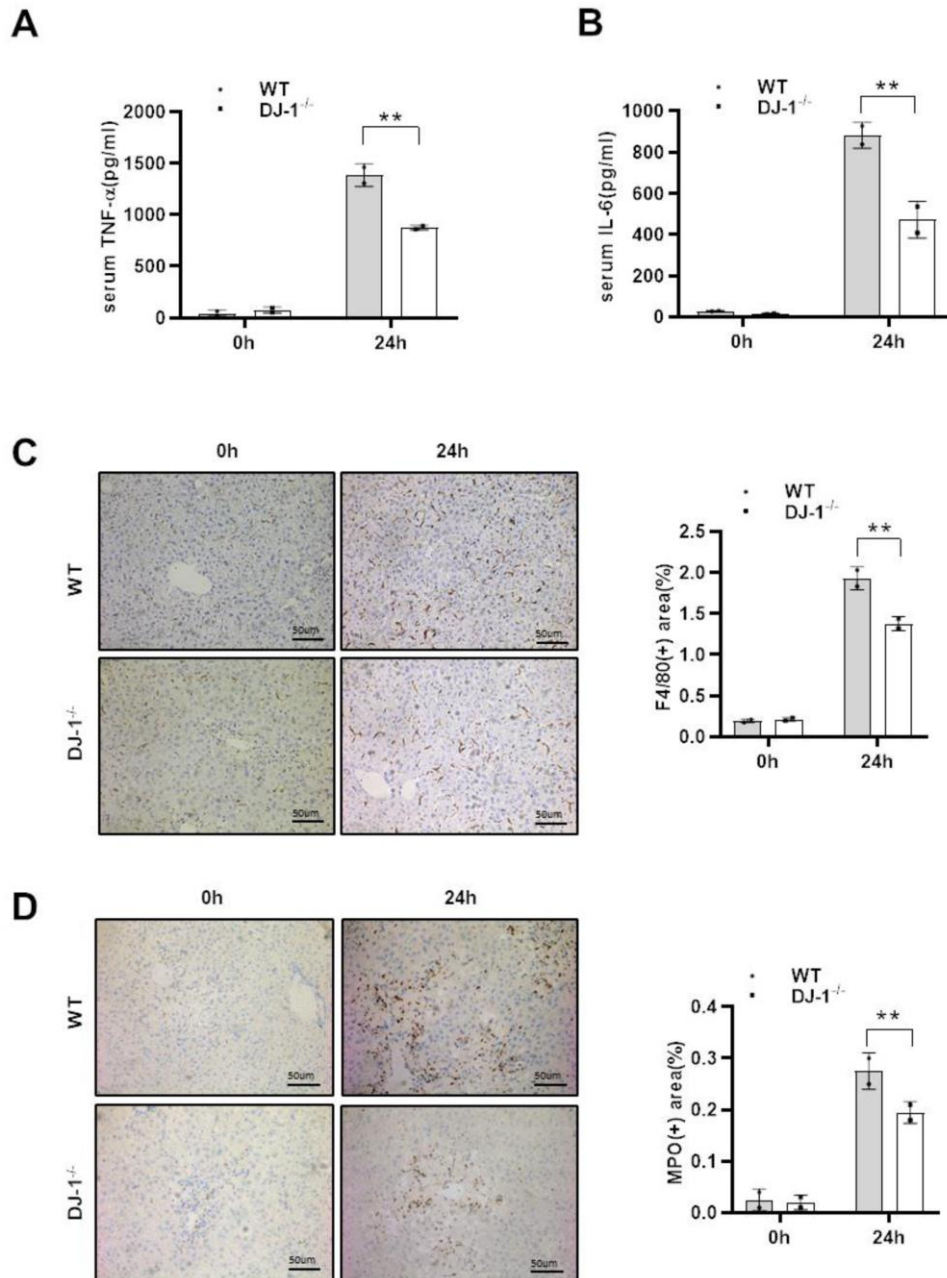 A
WT
DJ-1-/-
serum TNF-α(pg/ml)
2000
1500
1000
500
0
**
0h
24h
B
WT
DJ-1-/-
serum IL-6(pg/ml)
1000
800
600
400
200
0
**
0h
24h
C
0h
24h
WT
50um
50um
DJ-1-/-
50um
50um
WT
DJ-1-/-
F4/80(+) area(%)
2.5
2.0
1.5
1.0
0.5
0.0
**
0h
24h
D
0h
24h
WT
50um
50um
DJ-1-/-
50um
50um
WT
DJ-1-/-
MPO(+) area(%)
0.4
0.3
0.2
0.1
0.0
**
0h
24h